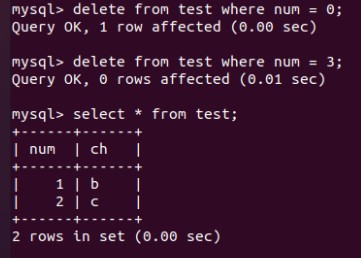 mysql> delete from test where num = 0;
Query OK, 1 row affected (0.00 sec)
mysql> delete from test where num = 3;
Query OK, 0 rows affected (0.01 sec)
mysql> select * from test;
+------+------+
| num  | ch   |
+------+------+
|    1 | b    |
|    2 | c    |
+------+------+
2 rows in set (0.00 sec)